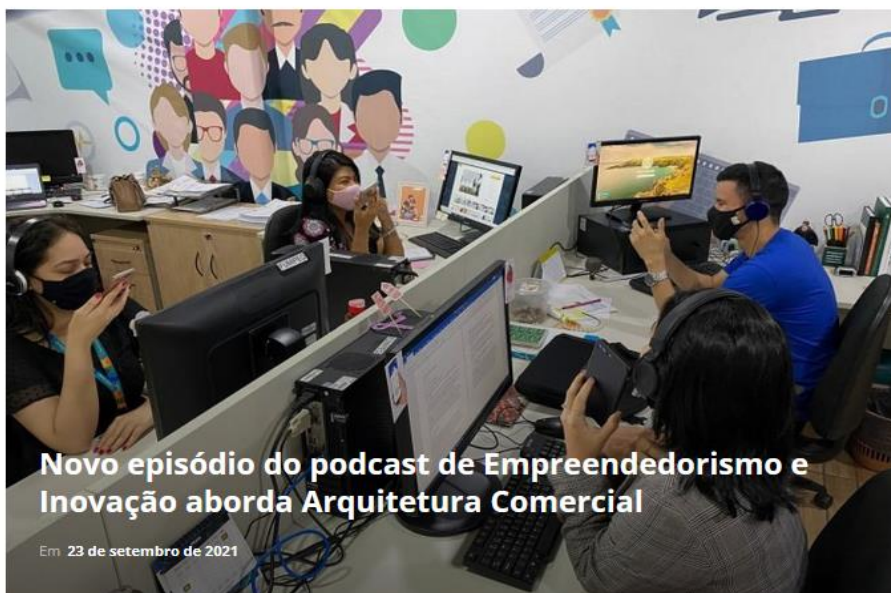 Novo episódio do podcast de Empreendedorismo e
Inovação aborda Arquitetura Comercial
Em 23 de setembro de 2021